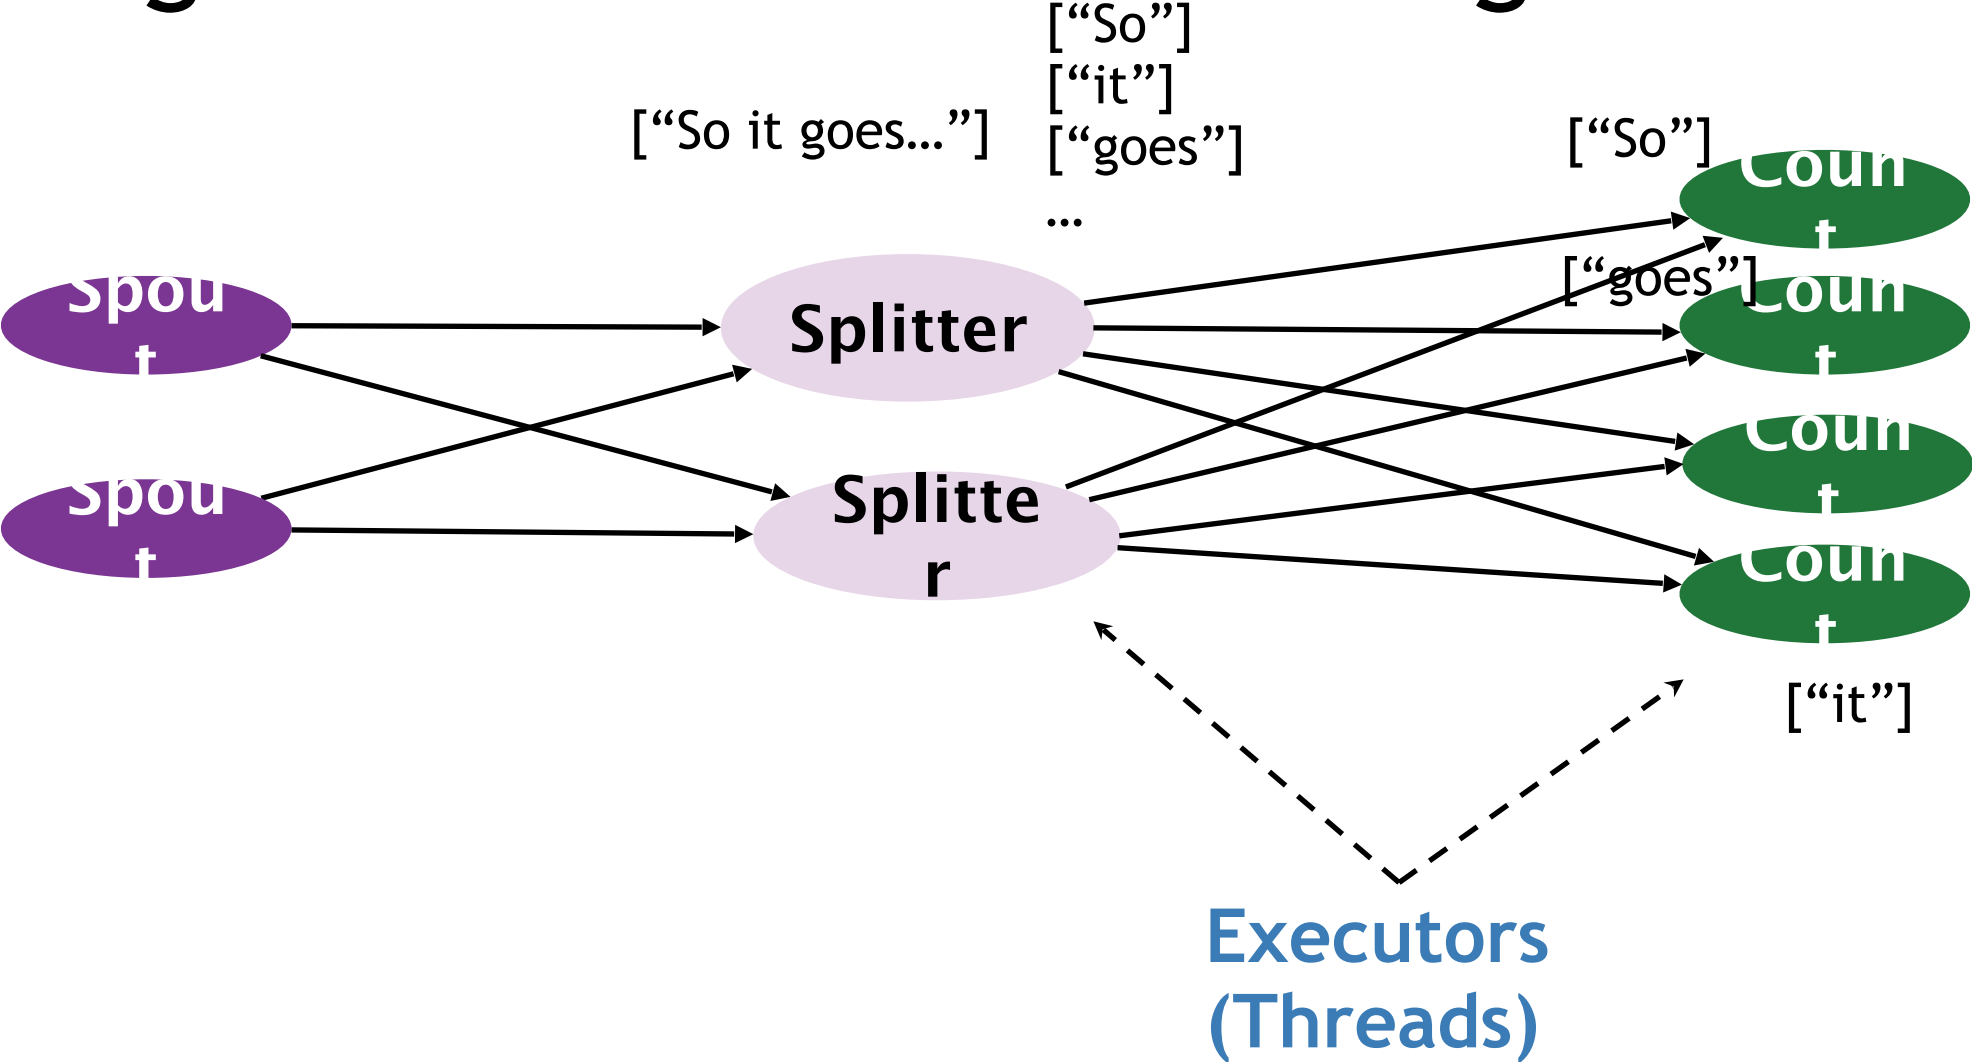 ["So"]
["it"]
["goes"]
…
["So it goes…"]
["So"]
["goes"]
Spou
t
Spou
t
Splitter
Splitte
r
Coun
t
Coun
t
Coun
t
Coun
t
["it"]
Executors
(Threads)